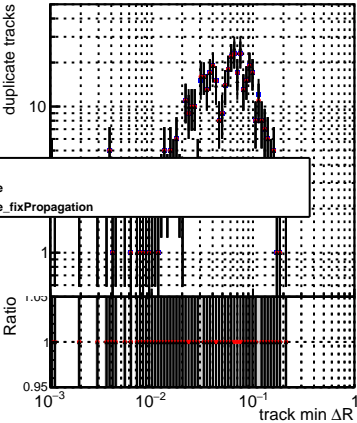 duplicate tracks
10
e
e_fixPropagation
1
Ratio
1.05
1
0.95
10⁻³
10⁻²
10⁻¹
1
track min ΔR